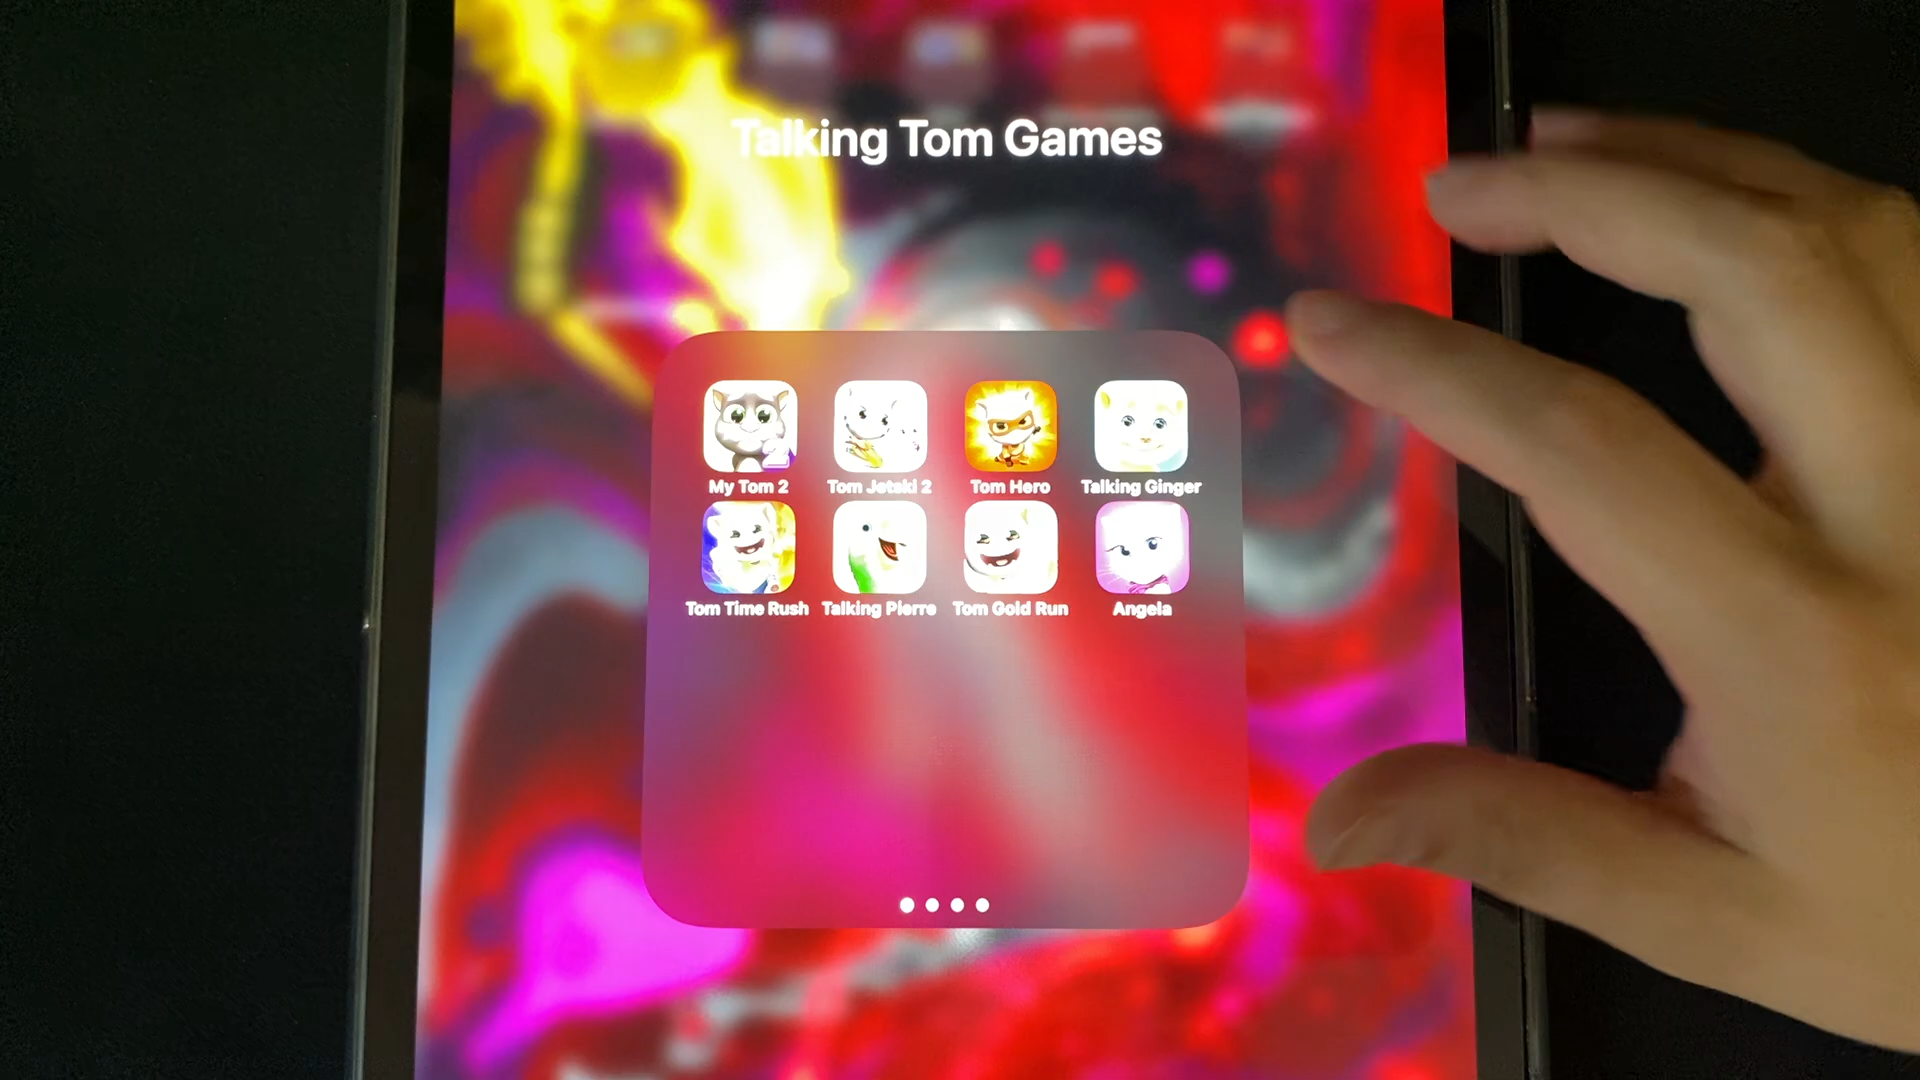 Talking Tom Games
My Tom 2
Tom Jetski 2
Tom Hero
Talking Ginger
Tom Time Rush
Talking Pierre
Tom Gold Run
Angela